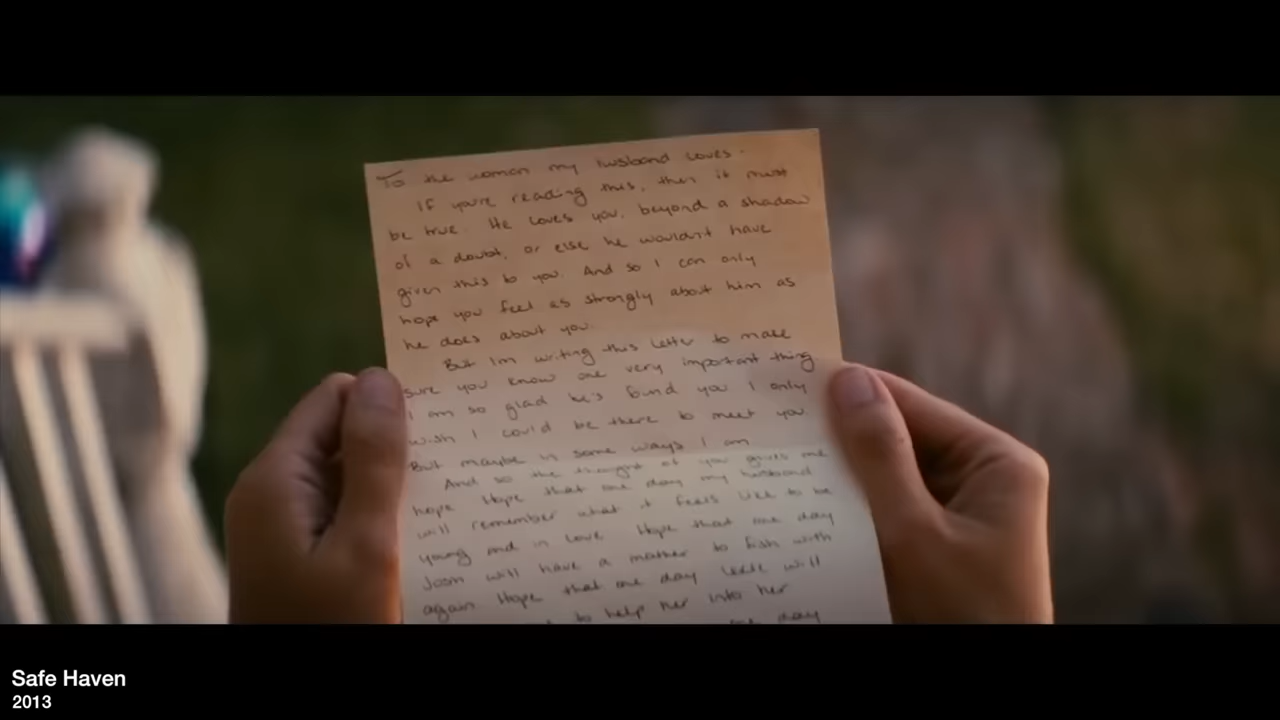 To the woman my husband loves.
If you're reading this, then it must
be true. He loves you, beyond a shadow
of a doubt, or else he wouldn't have
given this to you. And so I can only
hope you feel as strongly about him as
he does about you.
But I'm writing this letter to make
sure you know one very important thing
I am so glad he's found you I only
wish I could be there to meet you.
But maybe in some ways I am
And so the thought of you gives me
hope Hope that one day my husband
will remember what it feels like to be
young and in love Hope that one day
Josh will have a mother to fish with
again Hope that one day will
to help her into her
one day
Safe Haven
2013